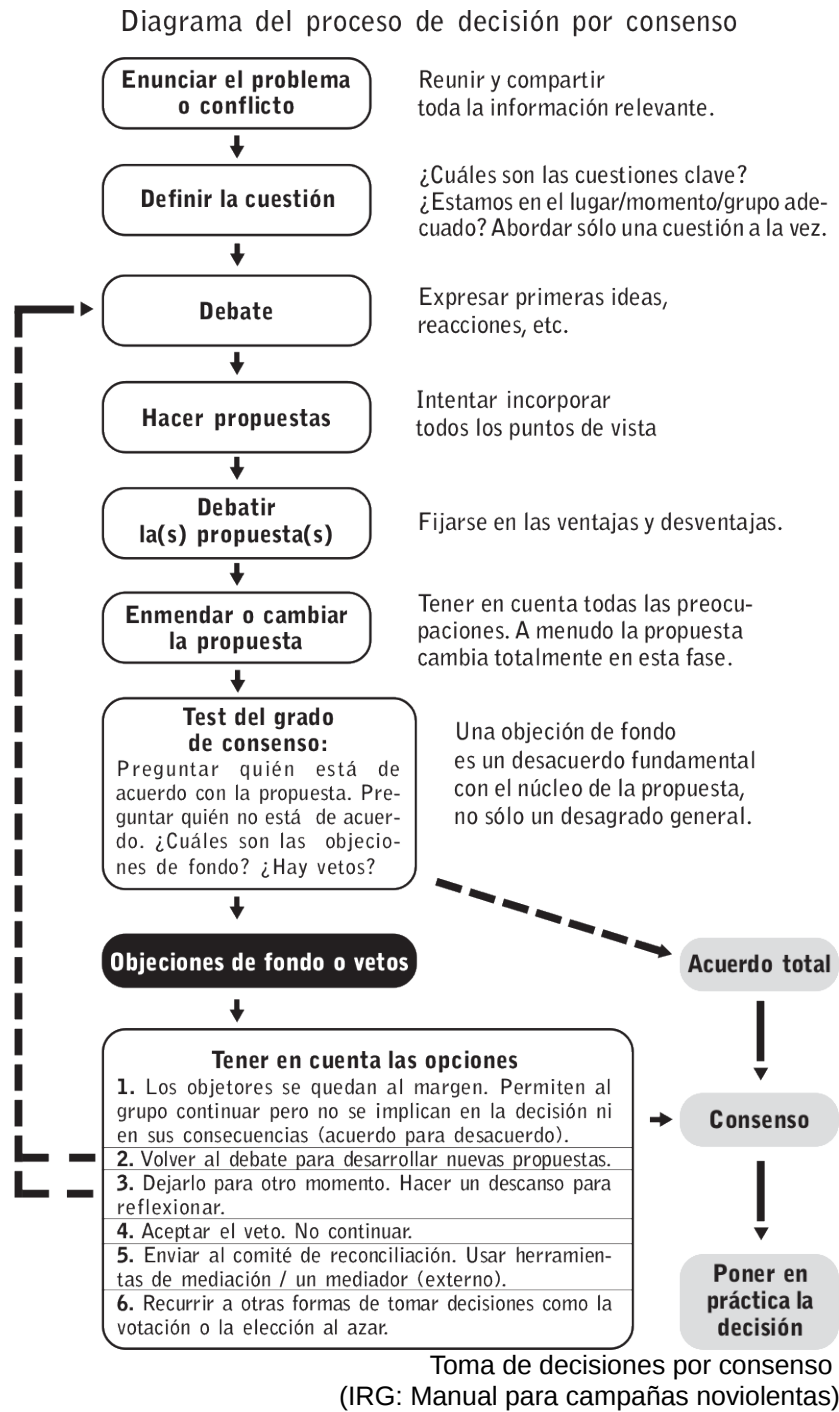 Diagrama del proceso de decisión por consenso
Enunciar el problema
o conflicto
Reunir y compartir
toda la información relevante.
Definir la cuestión
¿Cuáles son las cuestiones clave?
¿Estamos en el lugar/momento/grupo ade-
cuado? Abordar sólo una cuestión a la vez.
Debate
Expresar primeras ideas,
reacciones, etc.
Hacer propuestas
Intentar incorporar
todos los puntos de vista
Debatir
la(s) propuesta(s)
Fijarse en las ventajas y desventajas.
Enmendar o cambiar
la propuesta
Tener en cuenta todas las preocu-
paciones. A menudo la propuesta
cambia totalmente en esta fase.
Test del grado
de consenso:
Preguntar quién está de
acuerdo con la propuesta. Pre-
guntar quién no está de acuer-
do. ¿Cuáles son las objecio-
nes de fondo? ¿Hay vetos?
Una objeción de fondo
es un desacuerdo fundamental
con el núcleo de la propuesta,
no sólo un desagrado general.
Objeciones de fondo o vetos
Acuerdo total
Tener en cuenta las opciones
1. Los objetores se quedan al margen. Permiten al
grupo continuar pero no se implican en la decisión ni
en sus consecuencias (acuerdo para desacuerdo).
2. Volver al debate para desarrollar nuevas propuestas.
3. Dejarlo para otro momento. Hacer un descanso para
reflexionar.
4. Aceptar el veto. No continuar.
5. Enviar al comité de reconciliación. Usar herramien-
tas de mediación / un mediador (externo).
6. Recurrir a otras formas de tomar decisiones como la
votación o la elección al azar.
Consenso
Poner en
práctica la
decisión
Toma de decisiones por consenso
(IRG: Manual para campañas noviolentas)